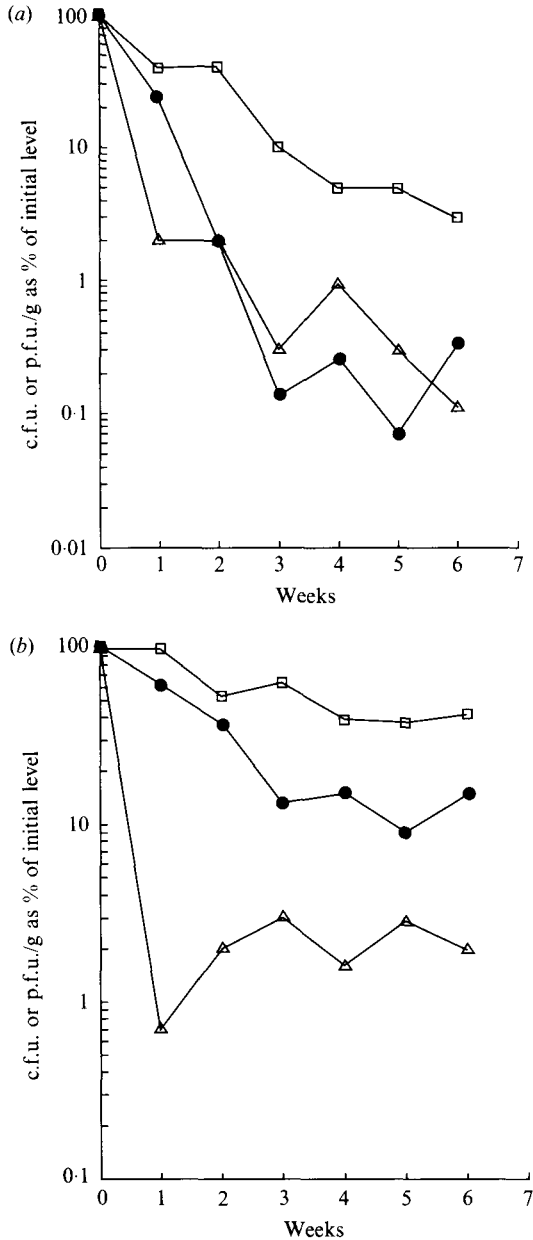 (a)
100
10
1
0·1
0·01
c.f.u. or p.f.u./g as % of initial level
0 1 2 3 4 5 6 7
Weeks
(b)
100
10
1
0·1
c.f.u. or p.f.u./g as % of initial level
0 1 2 3 4 5 6 7
Weeks